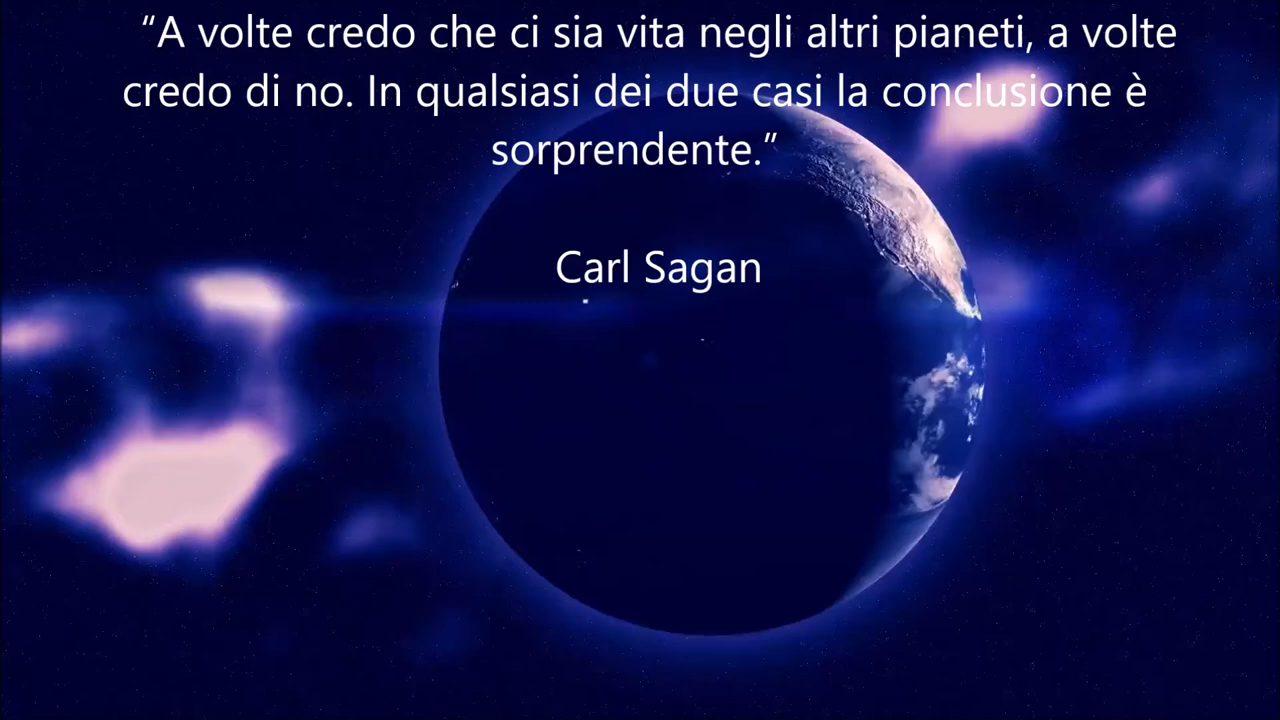 “A volte credo che ci sia vita negli altri pianeti, a volte
credo di no. In qualsiasi dei due casi la conclusione è
sorprendente.”
Carl Sagan